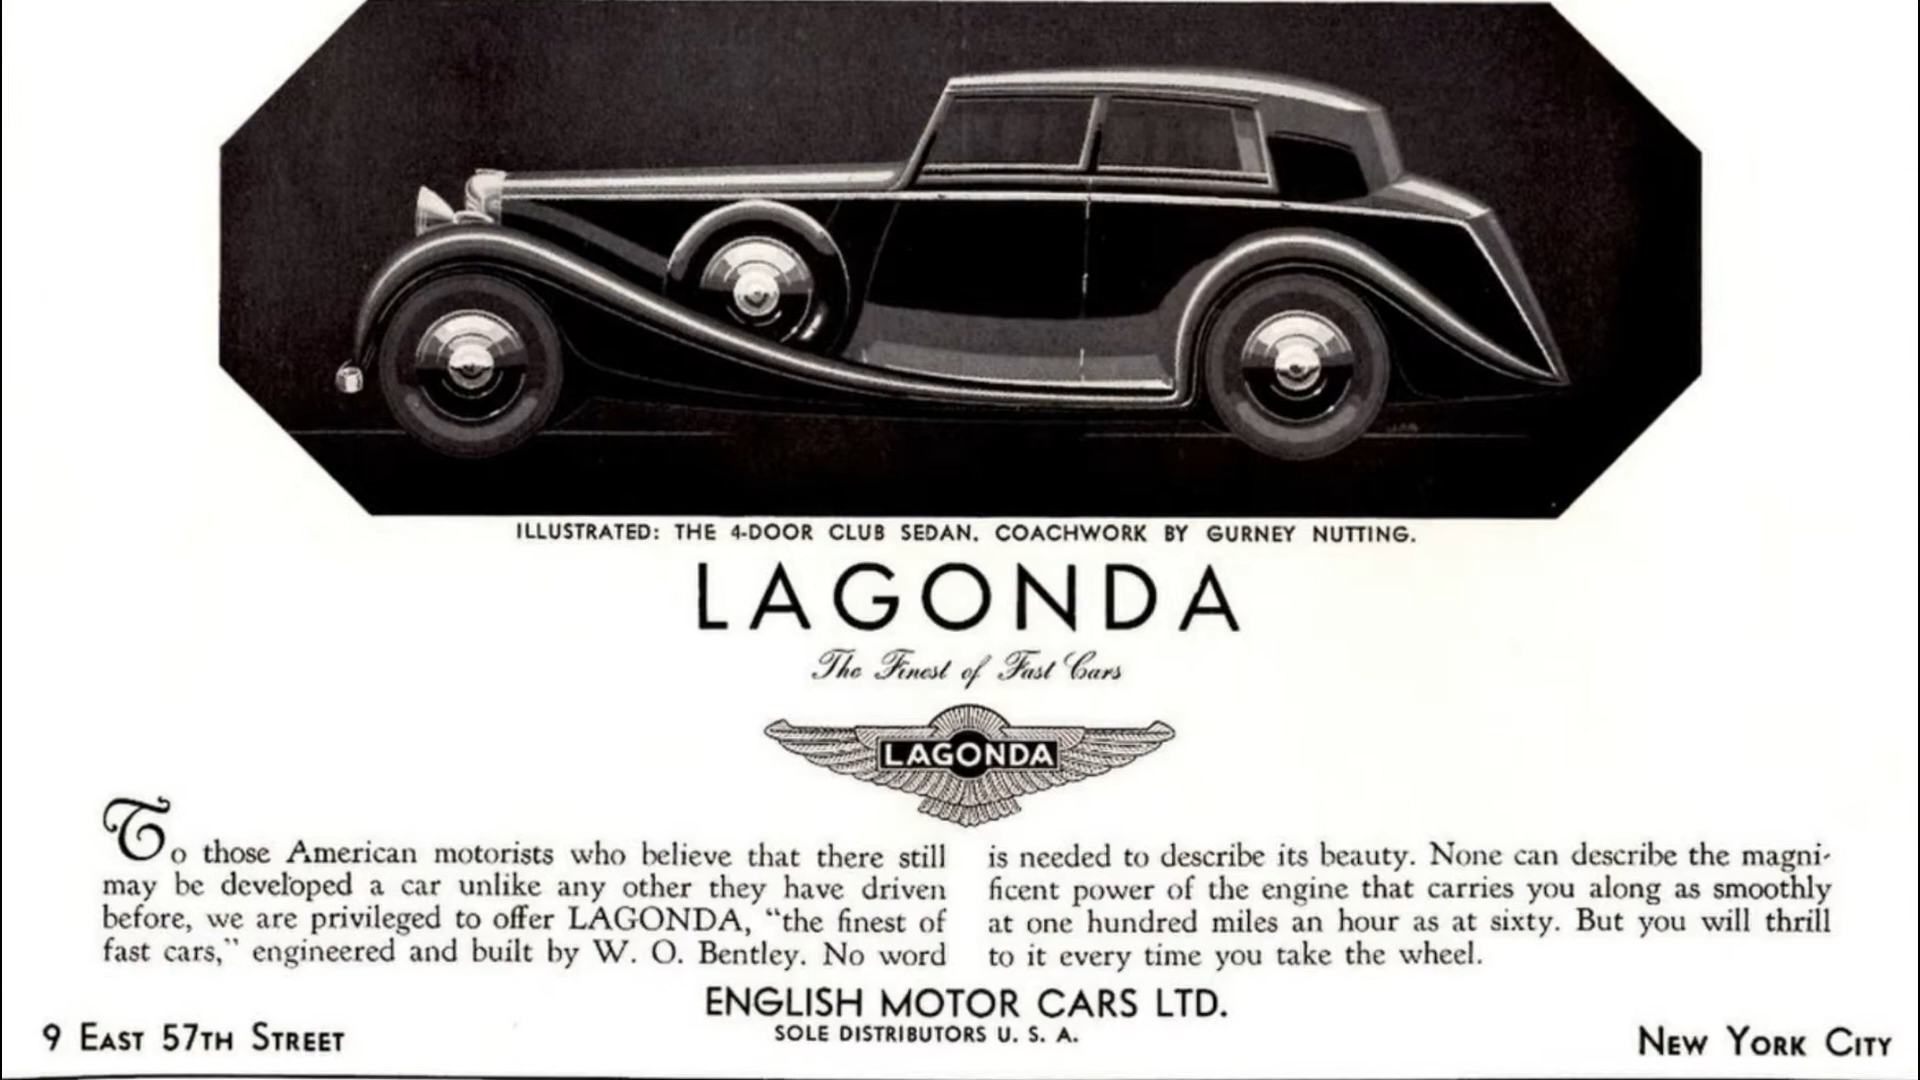 ILLUSTRATED: THE 4-DOOR CLUB SEDAN. COACHWORK BY GURNEY NUTTING.
LAGONDA
The Finest of Fast Cars
LAGONDA
To those American motorists who believe that there still
may be developed a car unlike any other they have driven
before, we are privileged to offer LAGONDA, “the finest of
fast cars,” engineered and built by W. O. Bentley. No word
is needed to describe its beauty. None can describe the magni-
ficent power of the engine that carries you along as smoothly
at one hundred miles an hour as at sixty. But you will thrill
to it every time you take the wheel.
ENGLISH MOTOR CARS LTD.
SOLE DISTRIBUTORS U. S. A.
9 EAST 57TH STREET
NEW YORK CITY